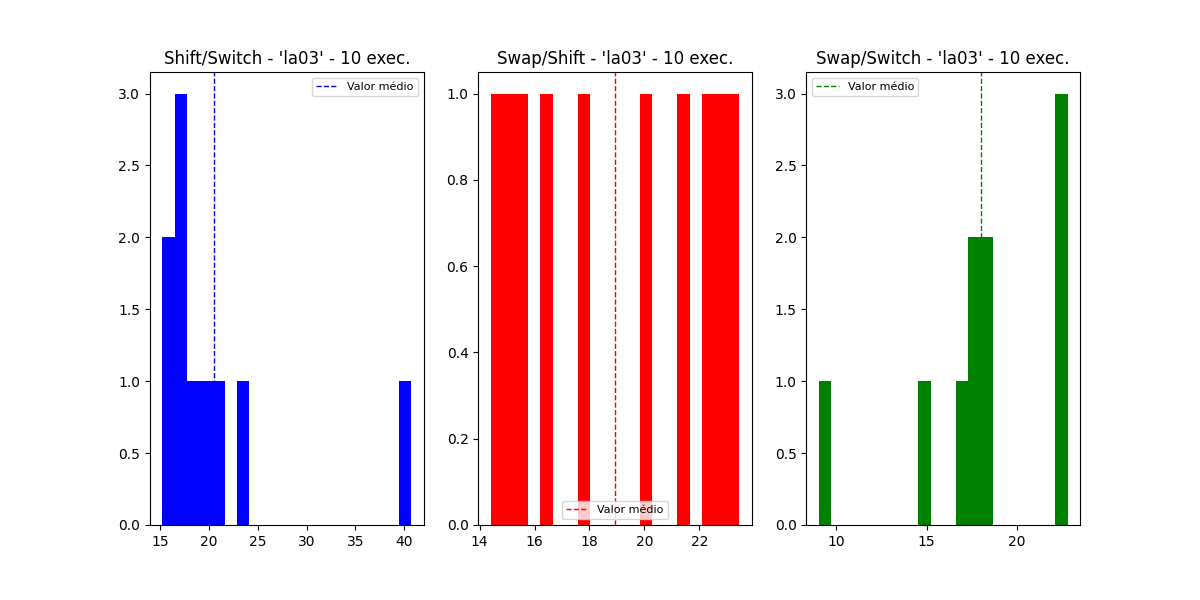 Shift/Switch - 'la03' - 10 exec.
Valor médio
3.0
2.5
2.0
1.5
1.0
0.5
0.0
15 20 25 30 35 40
Swap/Shift - 'la03' - 10 exec.
1.0
0.8
0.6
0.4
0.2
0.0
Valor médio
14 16 18 20 22
Swap/Switch - 'la03' - 10 exec.
Valor médio
3.0
2.5
2.0
1.5
1.0
0.5
0.0
10 15 20